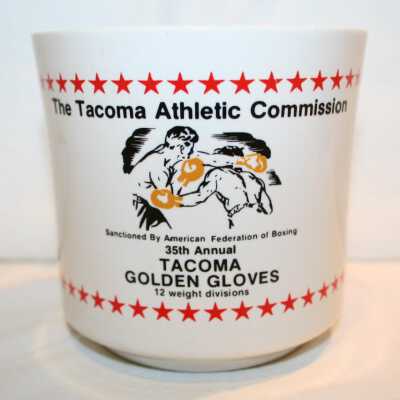 The Tacoma Athletic Commission
Sanctioned By American Federation of Boxing
35th Annual
TACOMA
GOLDEN GLOVES
12 weight divisions